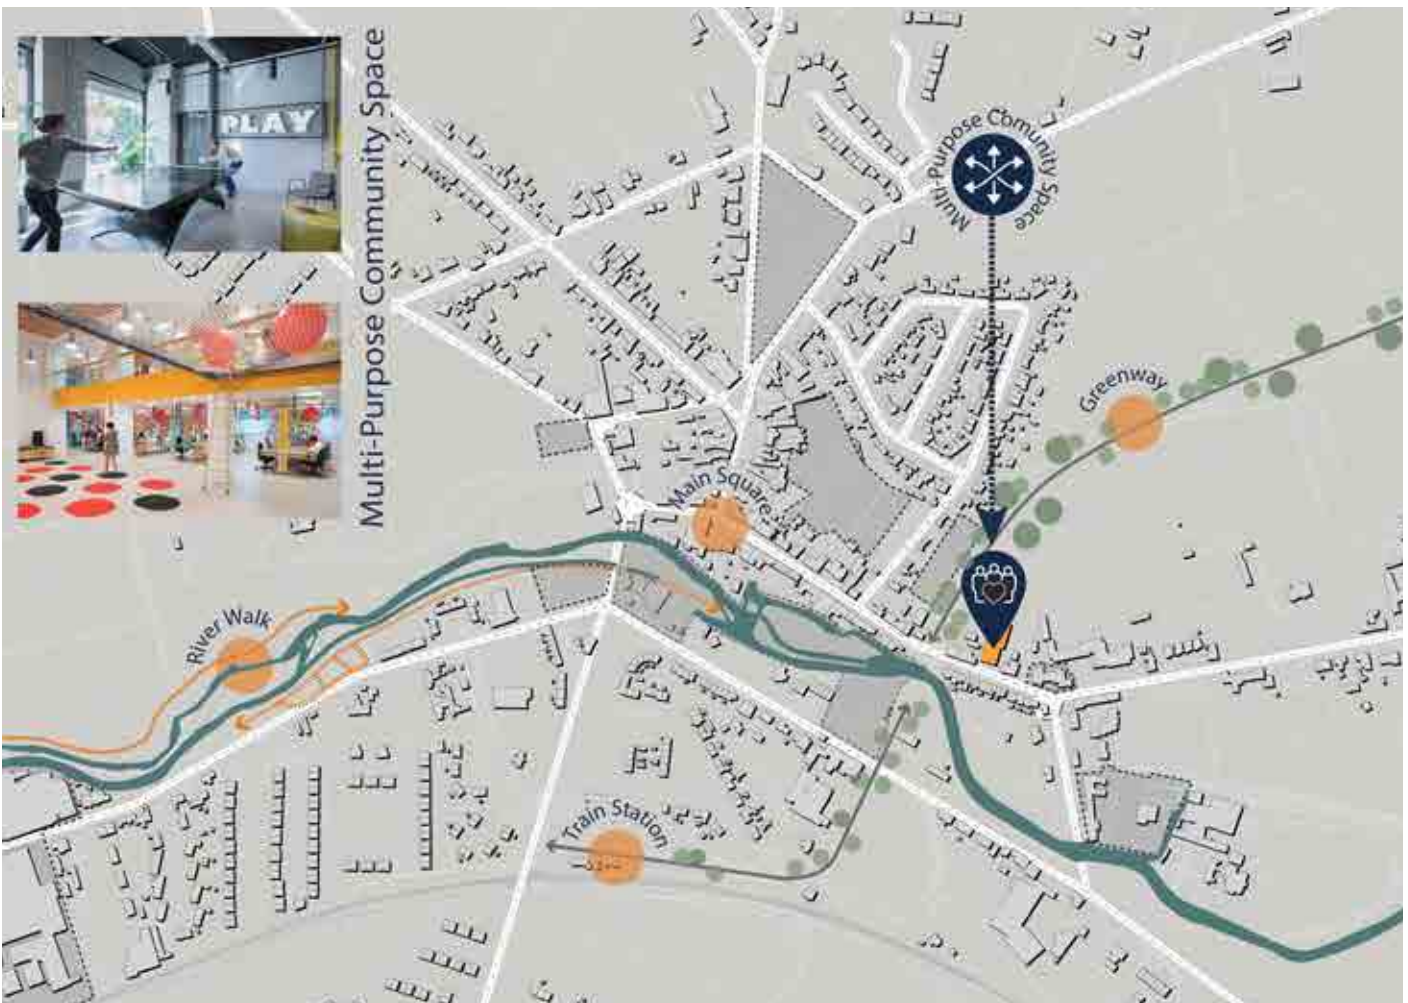 PLAY
Multi-Purpose Community Space
Multi-Purpose Comunity Space
Greenway
Main Square
River Walk
Train Station